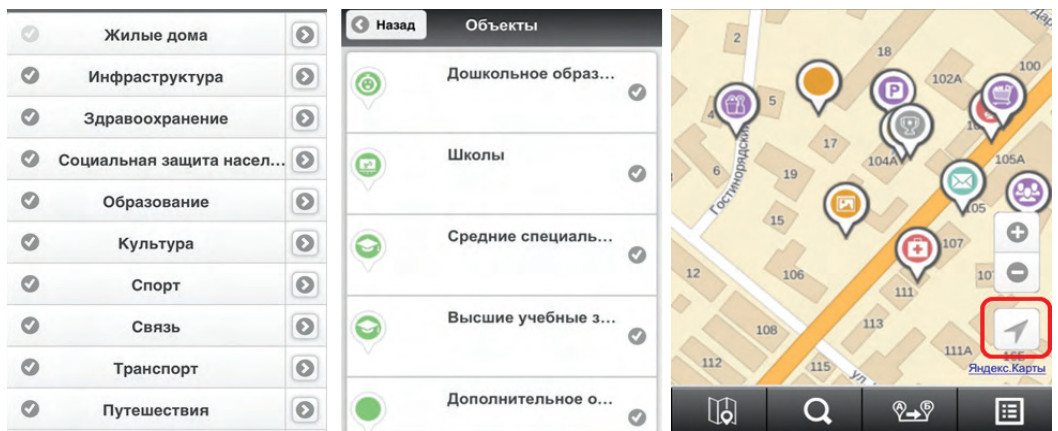 Жилые дома
Инфраструктура
Здравоохранение
Социальная защита насел...
Образование
Культура
Спорт
Связь
Транспорт
Путешествия
Назад
Объекты
Дошкольное образ...
Школы
Средние специаль...
Высшие учебные з...
Дополнительное о...
2
18
100
102А
5
4
17
104А
105А
6
19
Гостинорядский
105
15
107
12
106
10
111
108
113
111А
112
115
ул
Яндекс.Карты
А
Б